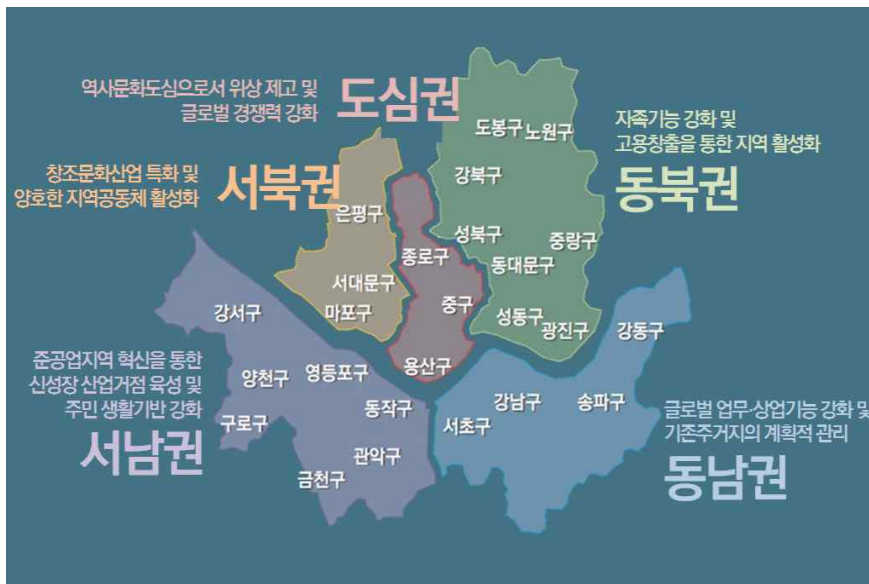 역사문화도심으로서 위상 제고 및
글로벌 경쟁력 강화
도심권
창조문화산업 특화 및
양호한 지역공동체 활성화
서북권
자족기능 강화 및
고용창출을 통한 지역 활성화
동북권
도봉구
노원구
강북구
은평구
성북구
중랑구
종로구
동대문구
서대문구
중구
마포구
강서구
성동구
광진구
강동구
준공업지역 혁신을 통한
신성장 산업거점 육성 및
주민 생활기반 강화
서남권
양천구
영등포구
용산구
구로구
동작구
관악구
금천구
강남구
송파구
서초구
글로벌 업무·상업기능 강화 및
기존주거지의 계획적 관리
동남권